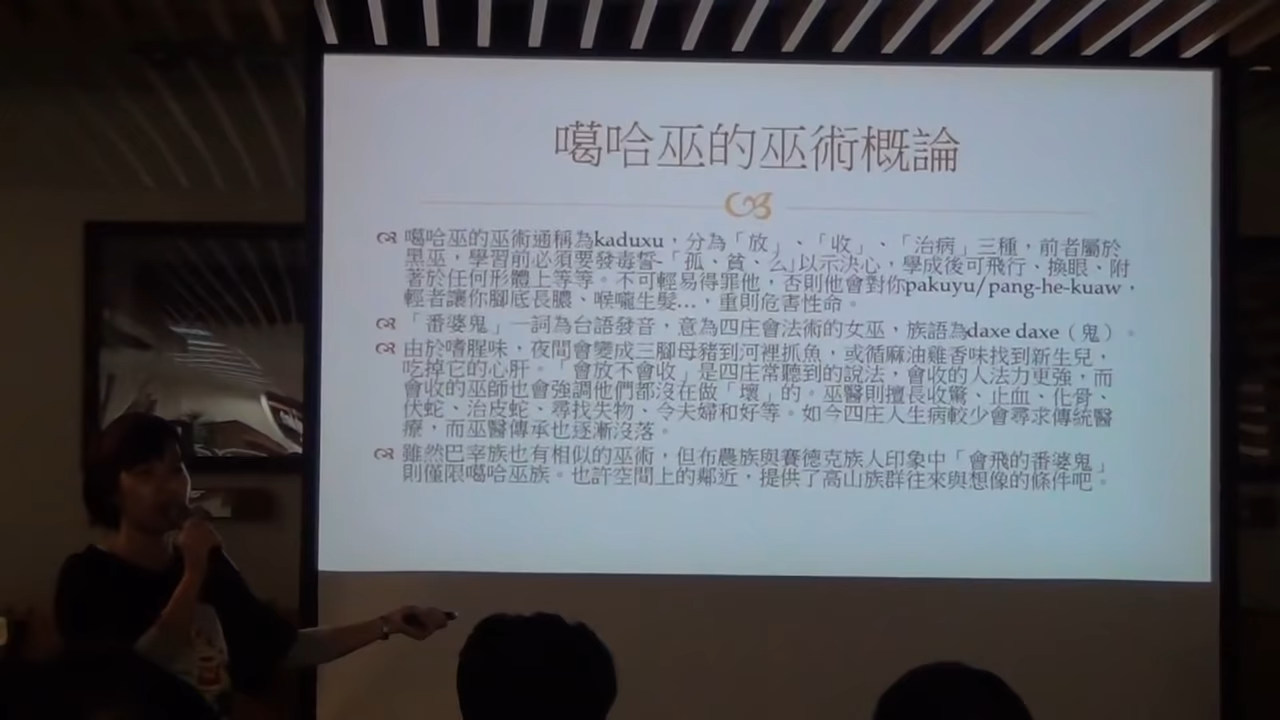 噶哈巫的巫術概論
噶哈巫的巫術通稱為kaduxu，分為「放」、「收」、「治病」三種，前者屬於
黑巫，學習前必須要發毒誓-「孤、貧、么」以示決心，學成後可飛行、換眼、附
著於任何形體上等等。不可輕易得罪他，否則他會對你pakuyu/pang-he-kuaw，
輕者讓你腳底長膿、喉嚨生髮…，重則危害性命。
「番婆鬼」一詞為台語發音，意為四庄會法術的女巫，族語為daxe daxe（鬼）。
由於嗜腥味，夜間會變成三腳母豬到河裡抓魚，或循麻油雞香味找到新生兒，
吃掉它的心肝。「會放不會收」是四庄常聽到的說法，會收的人法力更強，而
會收的巫師也會強調他們都沒在做「壞」的。巫醫則擅長收驚、止血、化骨、
伏蛇、治皮蛇、尋找失物、令夫婦和好等。如今四庄人生病較少會尋求傳統醫
療，而巫醫傳承也逐漸沒落。
雖然巴宰族也有相似的巫術，但布農族與賽德克族人印象中「會飛的番婆鬼」
則僅限噶哈巫族。也許空間上的鄰近，提供了高山族群往來與想像的條件吧。